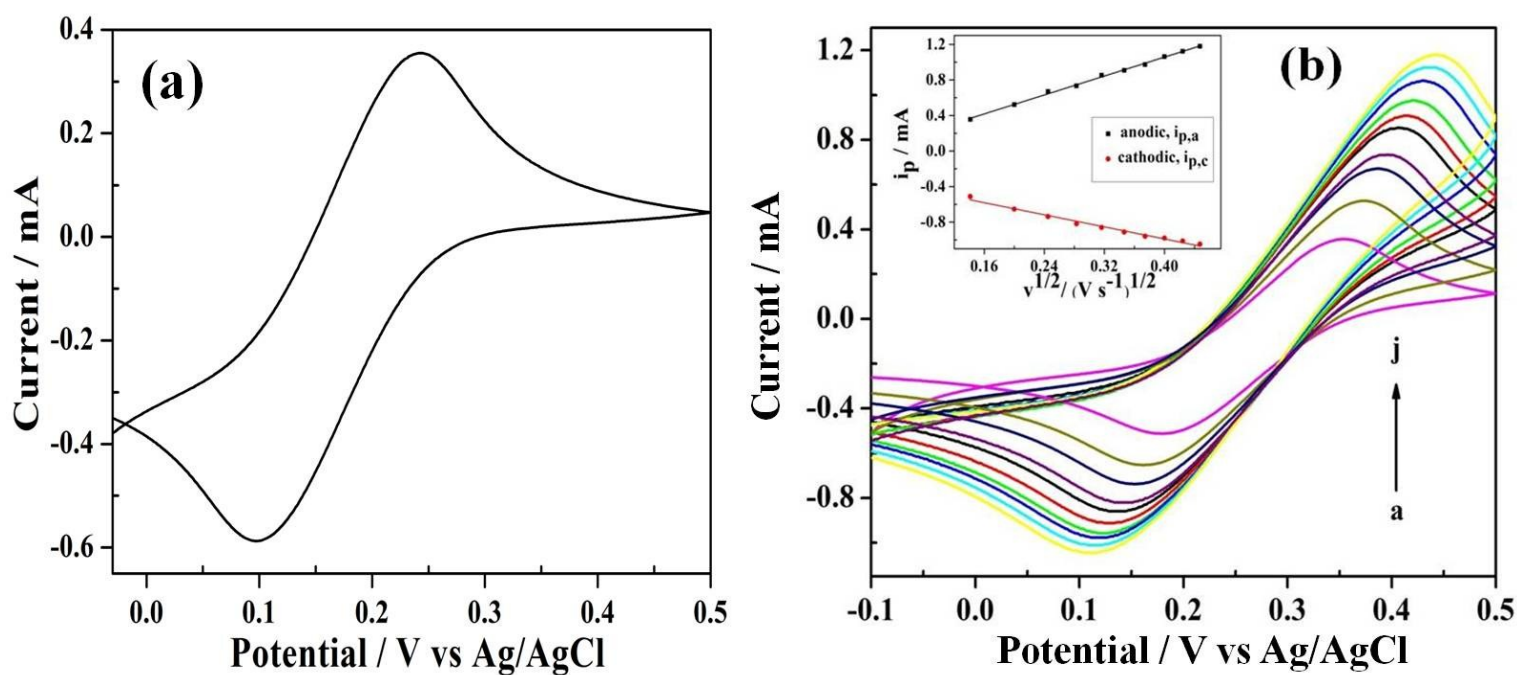 (a)
0.4
0.2
0.0
-0.2
-0.4
-0.6
Current / mA
0.0 0.1 0.2 0.3 0.4 0.5
Potential / V vs Ag/AgCl
(b)
1.2
0.8
0.4
0.0
-0.4
-0.8
Current / mA
-0.1 0.0 0.1 0.2 0.3 0.4 0.5
Potential / V vs Ag/AgCl
1.2
0.8
0.4
0.0
-0.4
-0.8
i_p / mA
anodic, i_p,a
cathodic, i_p,c
0.16 0.24 0.32 0.40
v^1/2/ (V s^-1)^1/2
j
a